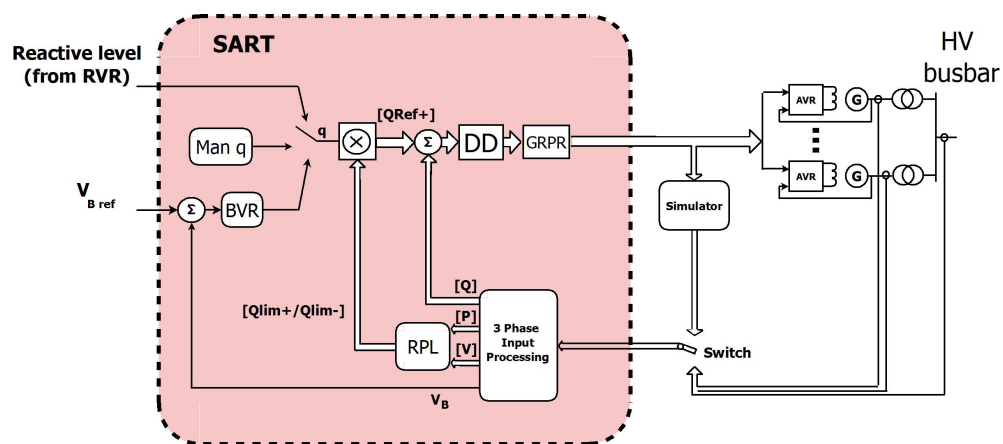 SART
HV
busbar
Reactive level
(from RVR)
[QRef+]
q
Man q
X
Σ
DD
GRPR
AVR
G
AVR
G
V B ref
Σ
BVR
Simulator
[Q]
[Qlim+/Qlim-]
[P]
[V]
RPL
3 Phase
Input
Processing
Switch
V B